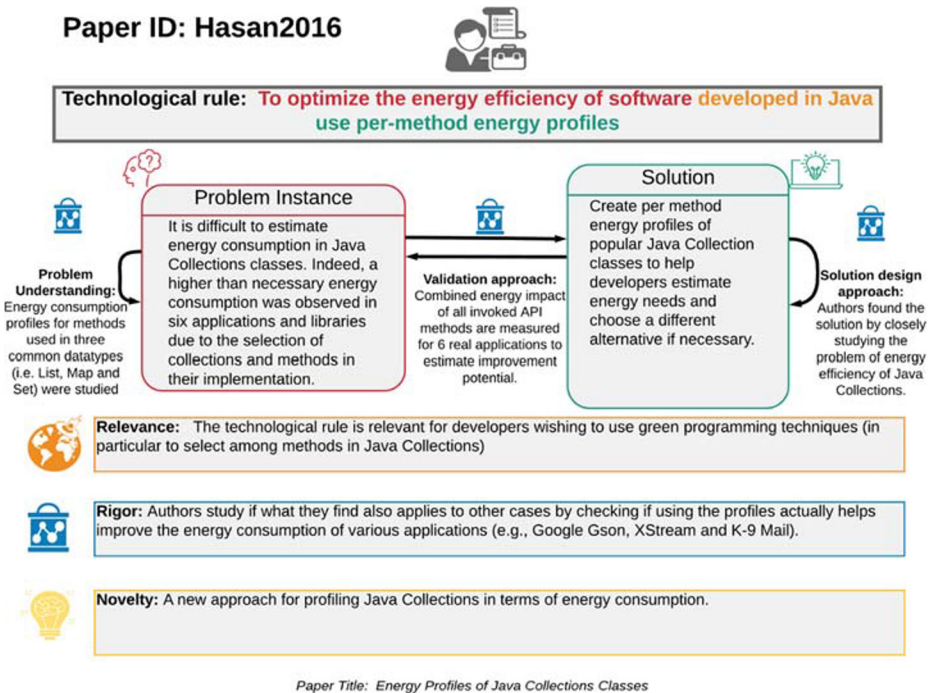 Paper ID: Hasan2016
Technological rule: To optimize the energy efficiency of software developed in Java
use per-method energy profiles
Problem Instance
It is difficult to estimate
energy consumption in Java
Collections classes. Indeed, a
higher than necessary energy
consumption was observed in
six applications and libraries
due to the selection of
collections and methods in
their implementation.
Solution
Create per method
energy profiles of
popular Java Collection
classes to help
developers estimate
energy needs and
choose a different
alternative if necessary.
Problem
Understanding:
Energy consumption
profiles for methods
used in three
common datatypes
(i.e. List, Map and
Set) were studied
Validation approach:
Combined energy impact
of all invoked API
methods are measured
for 6 real applications to
estimate improvement
potential.
Solution design
approach:
Authors found the
solution by closely
studying the
problem of energy
efficiency of Java
Collections.
Relevance: The technological rule is relevant for developers wishing to use green programming techniques (in
particular to select among methods in Java Collections)
Rigor: Authors study if what they find also applies to other cases by checking if using the profiles actually helps
improve the energy consumption of various applications (e.g., Google Gson, XStream and K-9 Mail).
Novelty: A new approach for profiling Java Collections in terms of energy consumption.
Paper Title: Energy Profiles of Java Collections Classes